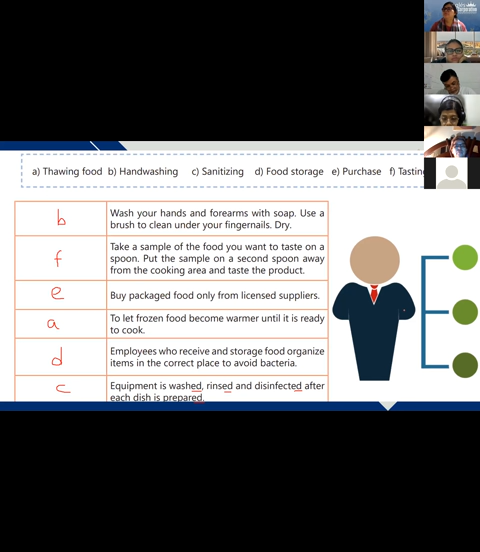 a) Thawing food b) Handwashing c) Sanitizing d) Food storage e) Purchase f) Tasting
b
Wash your hands and forearms with soap. Use a
brush to clean under your fingernails. Dry.
f
Take a sample of the food you want to taste on a
spoon. Put the sample on a second spoon away
from the cooking area and taste the product.
e
Buy packaged food only from licensed suppliers.
a
To let frozen food become warmer until it is ready
to cook.
d
Employees who receive and storage food organize
items in the correct place to avoid bacteria.
c
Equipment is washed, rinsed and disinfected after
each dish is prepared.